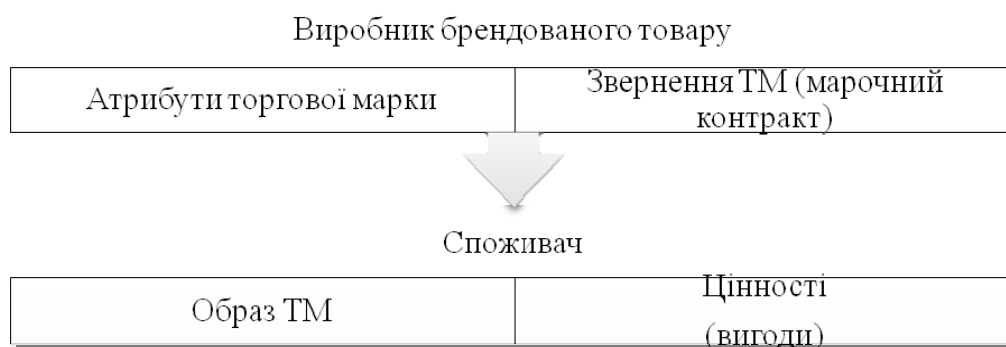 Виробник брендованого товару
Атрибути торгової марки
Звернення ТМ (марочний
контракт)
Споживач
Образ ТМ
Цінності
(вигоди)